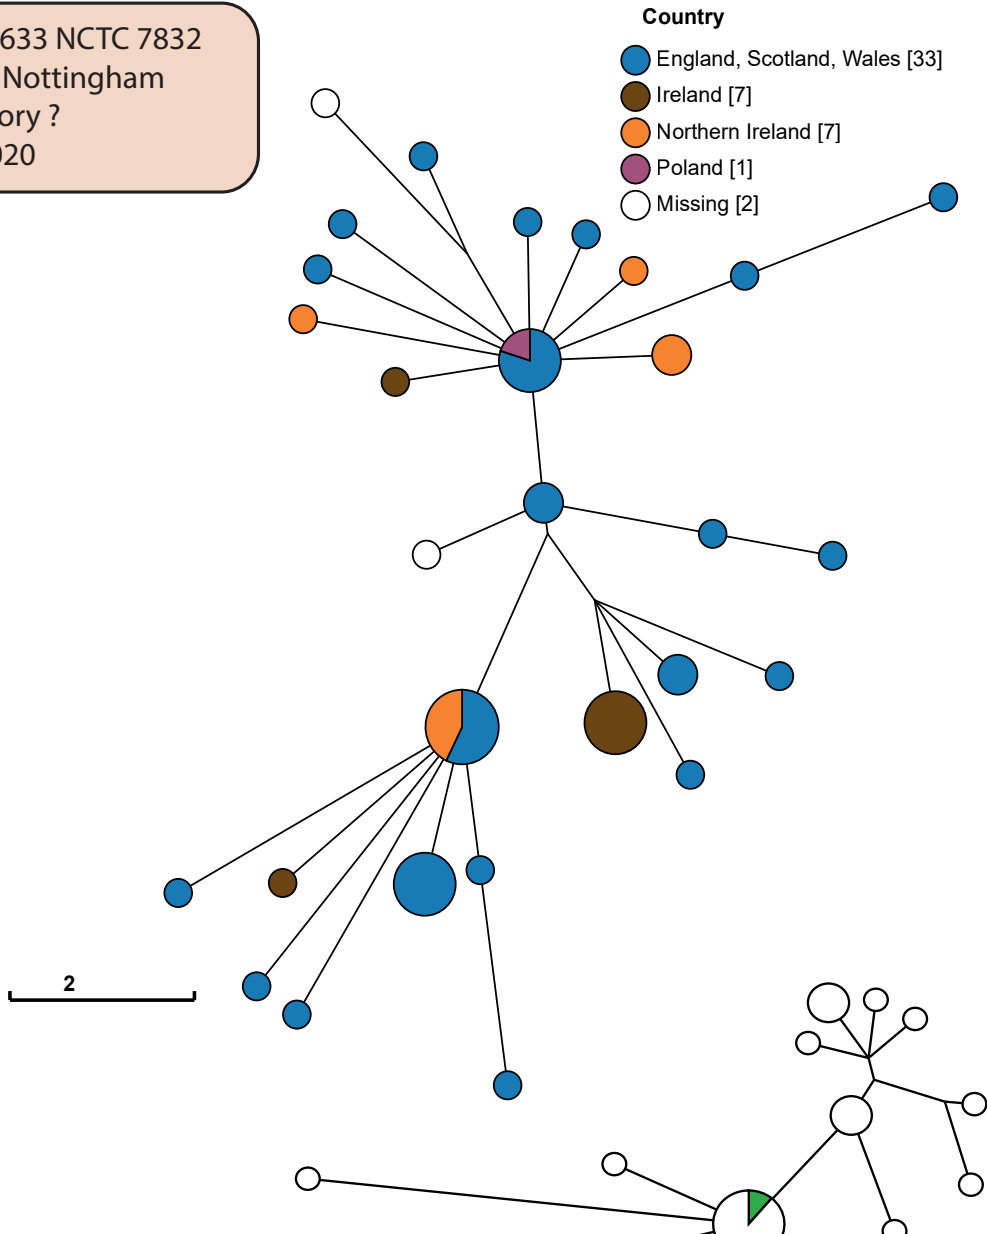 633 NCTC 7832
Nottingham
ory ?
020
Country
England, Scotland, Wales [33]
Ireland [7]
Northern Ireland [7]
Poland [1]
Missing [2]
2